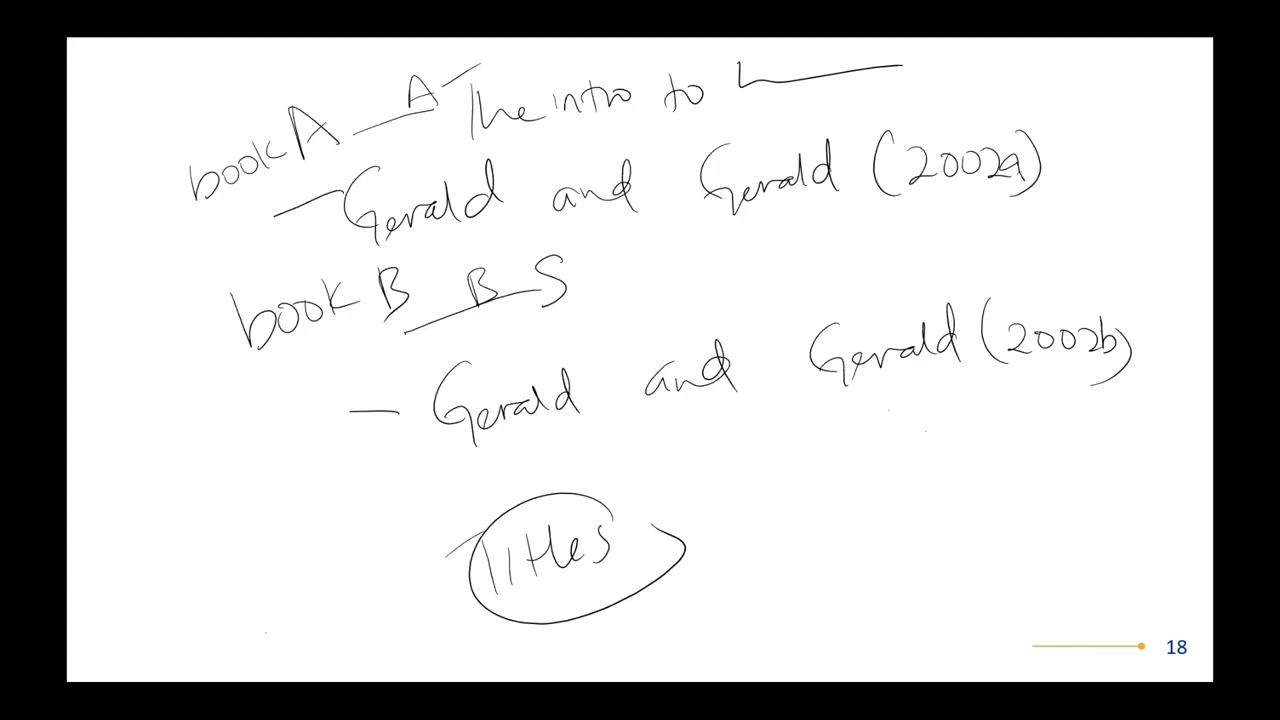 book A A The intro to
- Gerald and Gerald (2002a)
book B B S
- Gerald and Gerald (2002b)
Titles
18